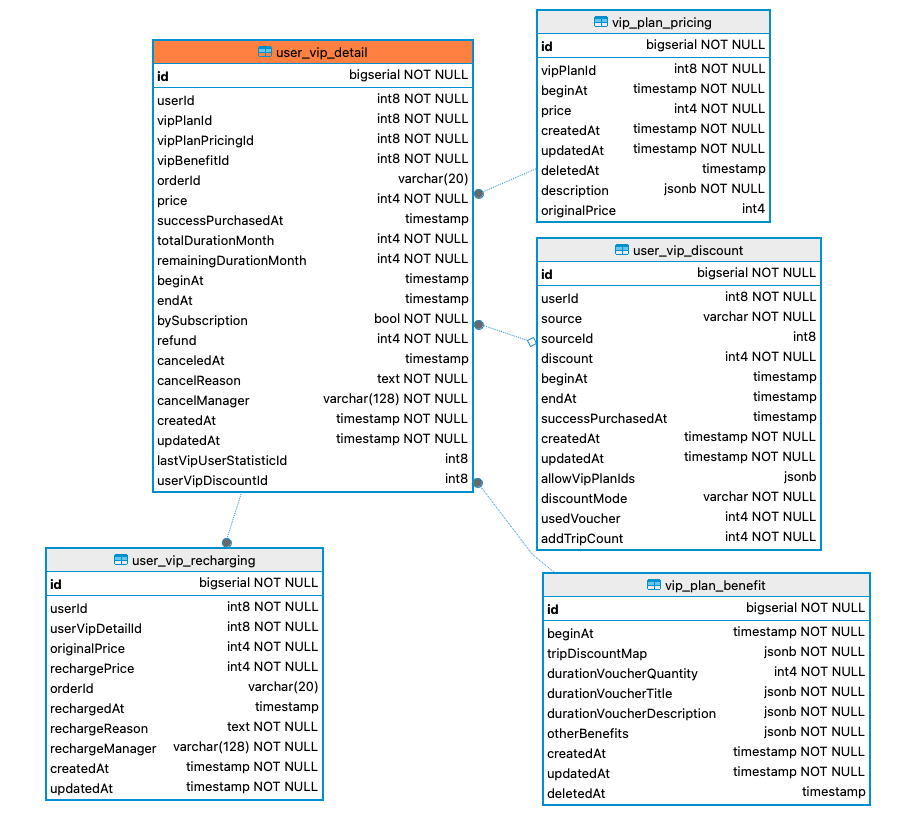 user_vip_detail
id bigserial NOT NULL
userId int8 NOT NULL
vipPlanId int8 NOT NULL
vipPlanPricingId int8 NOT NULL
vipBenefitId int8 NOT NULL
orderId varchar(20)
price int4 NOT NULL
successPurchasedAt timestamp
totalDurationMonth int4 NOT NULL
remainingDurationMonth int4 NOT NULL
beginAt timestamp
endAt timestamp
bySubscription bool NOT NULL
refund int4 NOT NULL
canceledAt timestamp
cancelReason text NOT NULL
cancelManager varchar(128) NOT NULL
createdAt timestamp NOT NULL
updatedAt timestamp NOT NULL
lastVipUserStatisticId int8
userVipDiscountId int8
vip_plan_pricing
id bigserial NOT NULL
vipPlanId int8 NOT NULL
beginAt timestamp NOT NULL
price int4 NOT NULL
createdAt timestamp NOT NULL
updatedAt timestamp NOT NULL
deletedAt timestamp
description jsonb NOT NULL
originalPrice int4
user_vip_discount
id bigserial NOT NULL
userId int8 NOT NULL
source varchar NOT NULL
sourceId int8
discount int4 NOT NULL
beginAt timestamp
endAt timestamp
successPurchasedAt timestamp
createdAt timestamp NOT NULL
updatedAt timestamp NOT NULL
allowVipPlanIds jsonb
discountMode varchar NOT NULL
usedVoucher int4 NOT NULL
addTripCount int4 NOT NULL
user_vip_recharging
id bigserial NOT NULL
userId int8 NOT NULL
userVipDetailId int8 NOT NULL
originalPrice int4 NOT NULL
rechargePrice int4 NOT NULL
orderId varchar(20)
rechargedAt timestamp
rechargeReason text NOT NULL
rechargeManager varchar(128) NOT NULL
createdAt timestamp NOT NULL
updatedAt timestamp NOT NULL
vip_plan_benefit
id bigserial NOT NULL
beginAt timestamp NOT NULL
tripDiscountMap jsonb NOT NULL
durationVoucherQuantity int4 NOT NULL
durationVoucherTitle jsonb NOT NULL
durationVoucherDescription jsonb NOT NULL
otherBenefits jsonb NOT NULL
createdAt timestamp NOT NULL
updatedAt timestamp NOT NULL
deletedAt timestamp